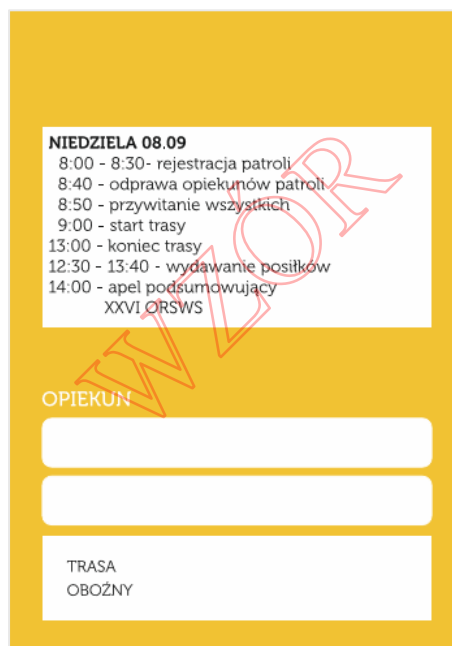 NIEDZIELA 08.09
8:00 - 8:30- rejestracja patroli
8:40 - odprawa opiekunów patroli
8:50 - przywitanie wszystkich
9:00 - start trasy
13:00 - koniec trasy
12:30 - 13:40 - wydawanie posiłków
14:00 - apel podsumowujący
XXVI ORSWS
WZÓR
OPIEKUN
TRASA
OBOŹNY